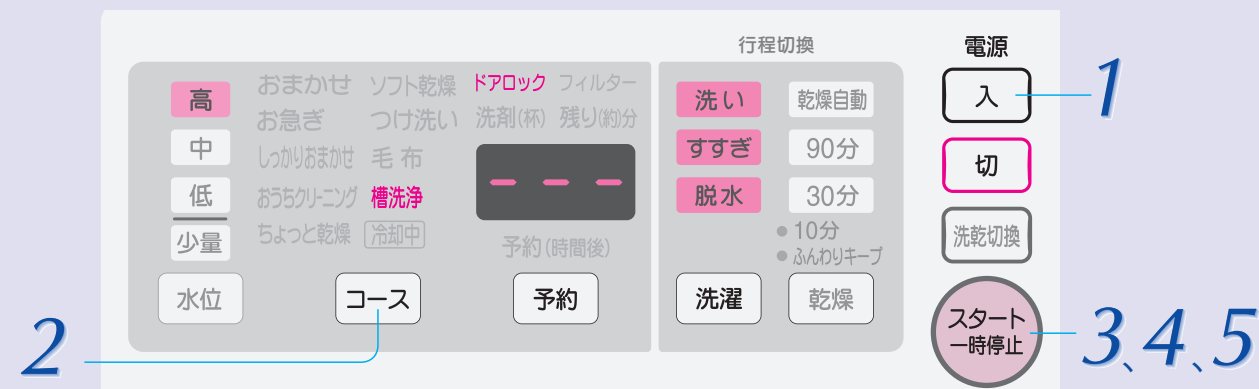 行程切換
電源
高
おまかせ
ソフト乾燥
ドアロック
フィルター
洗い
乾燥自動
入
1
お急ぎ
つけ洗い
洗剤(杯)
残り(約)分
中
しっかりおまかせ
毛布
すすぎ
90分
切
低
おうちクリーニング
槽洗浄
– – –
脱水
30分
少量
ちょっと乾燥
冷却中
予約(時間後)
● 10分
● ふんわりキープ
洗乾切換
水位
コース
予約
洗濯
乾燥
スタート
一時停止
2
3、4、5